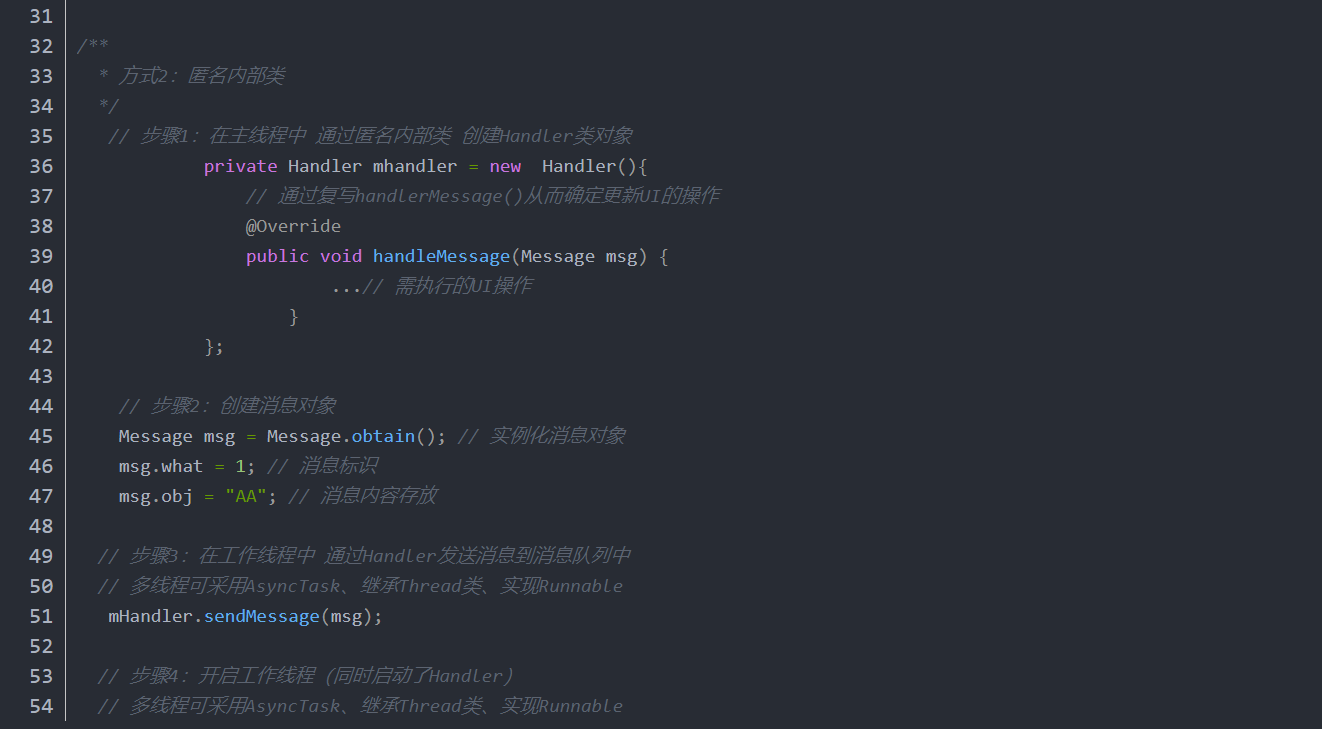 31
32 /**
33 * 方式2：匿名内部类
34 */
35 // 步骤1：在主线程中 通过匿名内部类 创建Handler类对象
36 private Handler mhandler = new  Handler(){
37 // 通过复写handlerMessage()从而确定更新UI的操作
38 @Override
39 public void handleMessage(Message msg) {
40 ...// 需执行的UI操作
41 }
42 };
43
44 // 步骤2：创建消息对象
45 Message msg = Message.obtain(); // 实例化消息对象
46 msg.what = 1; // 消息标识
47 msg.obj = "AA"; // 消息内容存放
48
49 // 步骤3：在工作线程中 通过Handler发送消息到消息队列中
50 // 多线程可采用AsyncTask、继承Thread类、实现Runnable
51 mHandler.sendMessage(msg);
52
53 // 步骤4：开启工作线程（同时启动了Handler）
54 // 多线程可采用AsyncTask、继承Thread类、实现Runnable